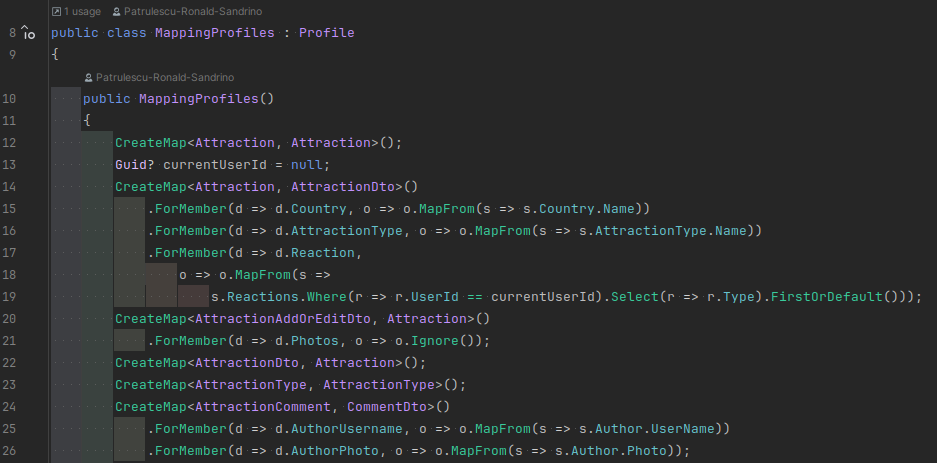 1 usage Patrulescu-Ronald-Sandrino
8 public class MappingProfiles : Profile
9 {
Patrulescu-Ronald-Sandrino
10 public MappingProfiles()
11 {
12 CreateMap<Attraction, Attraction>();
13 Guid? currentUserId = null;
14 CreateMap<Attraction, AttractionDto>()
15 .ForMember(d => d.Country, o => o.MapFrom(s => s.Country.Name))
16 .ForMember(d => d.AttractionType, o => o.MapFrom(s => s.AttractionType.Name))
17 .ForMember(d => d.Reaction,
18 o => o.MapFrom(s =>
19 s.Reactions.Where(r => r.UserId == currentUserId).Select(r => r.Type).FirstOrDefault()));
20 CreateMap<AttractionAddOrEditDto, Attraction>()
21 .ForMember(d => d.Photos, o => o.Ignore());
22 CreateMap<AttractionDto, Attraction>();
23 CreateMap<AttractionType, AttractionType>();
24 CreateMap<AttractionComment, CommentDto>()
25 .ForMember(d => d.AuthorUsername, o => o.MapFrom(s => s.Author.UserName))
26 .ForMember(d => d.AuthorPhoto, o => o.MapFrom(s => s.Author.Photo));